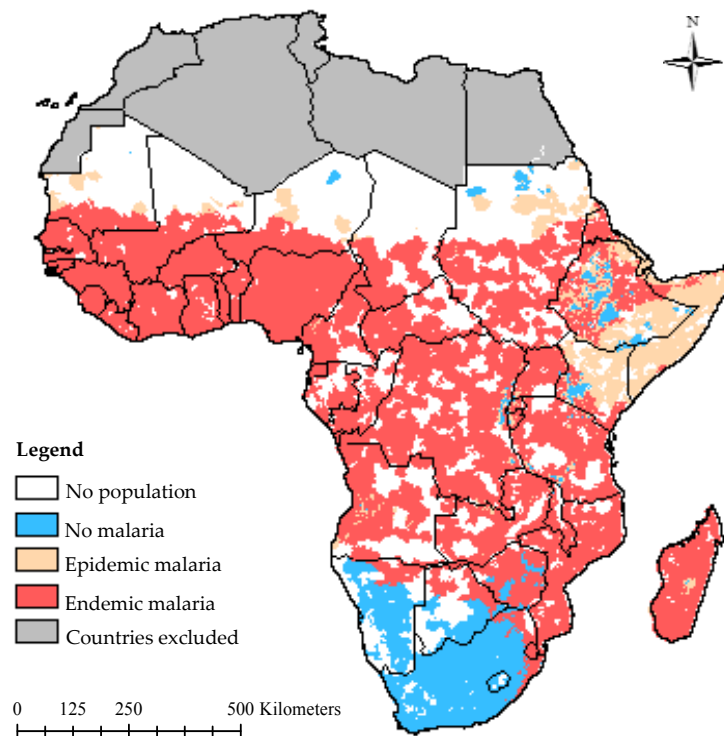 N
Legend
No population
No malaria
Epidemic malaria
Endemic malaria
Countries excluded
0 125 250 500 Kilometers